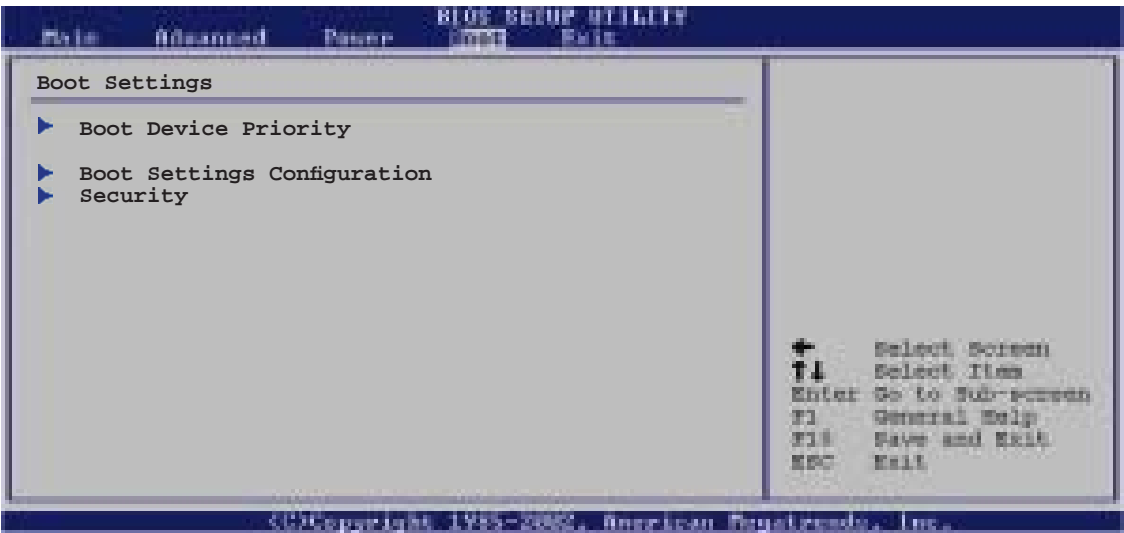 BIOS SETUP UTILITY
Main Advanced Power Boot Exit
Boot Settings
Boot Device Priority
Boot Settings Configuration
Security
Select Screen
↑↓ Select Item
Enter Go to Sub-screen
F1 General Help
F10 Save and Exit
ESC Exit
(C)Copyright 1985-2002, American Megatrends, Inc.